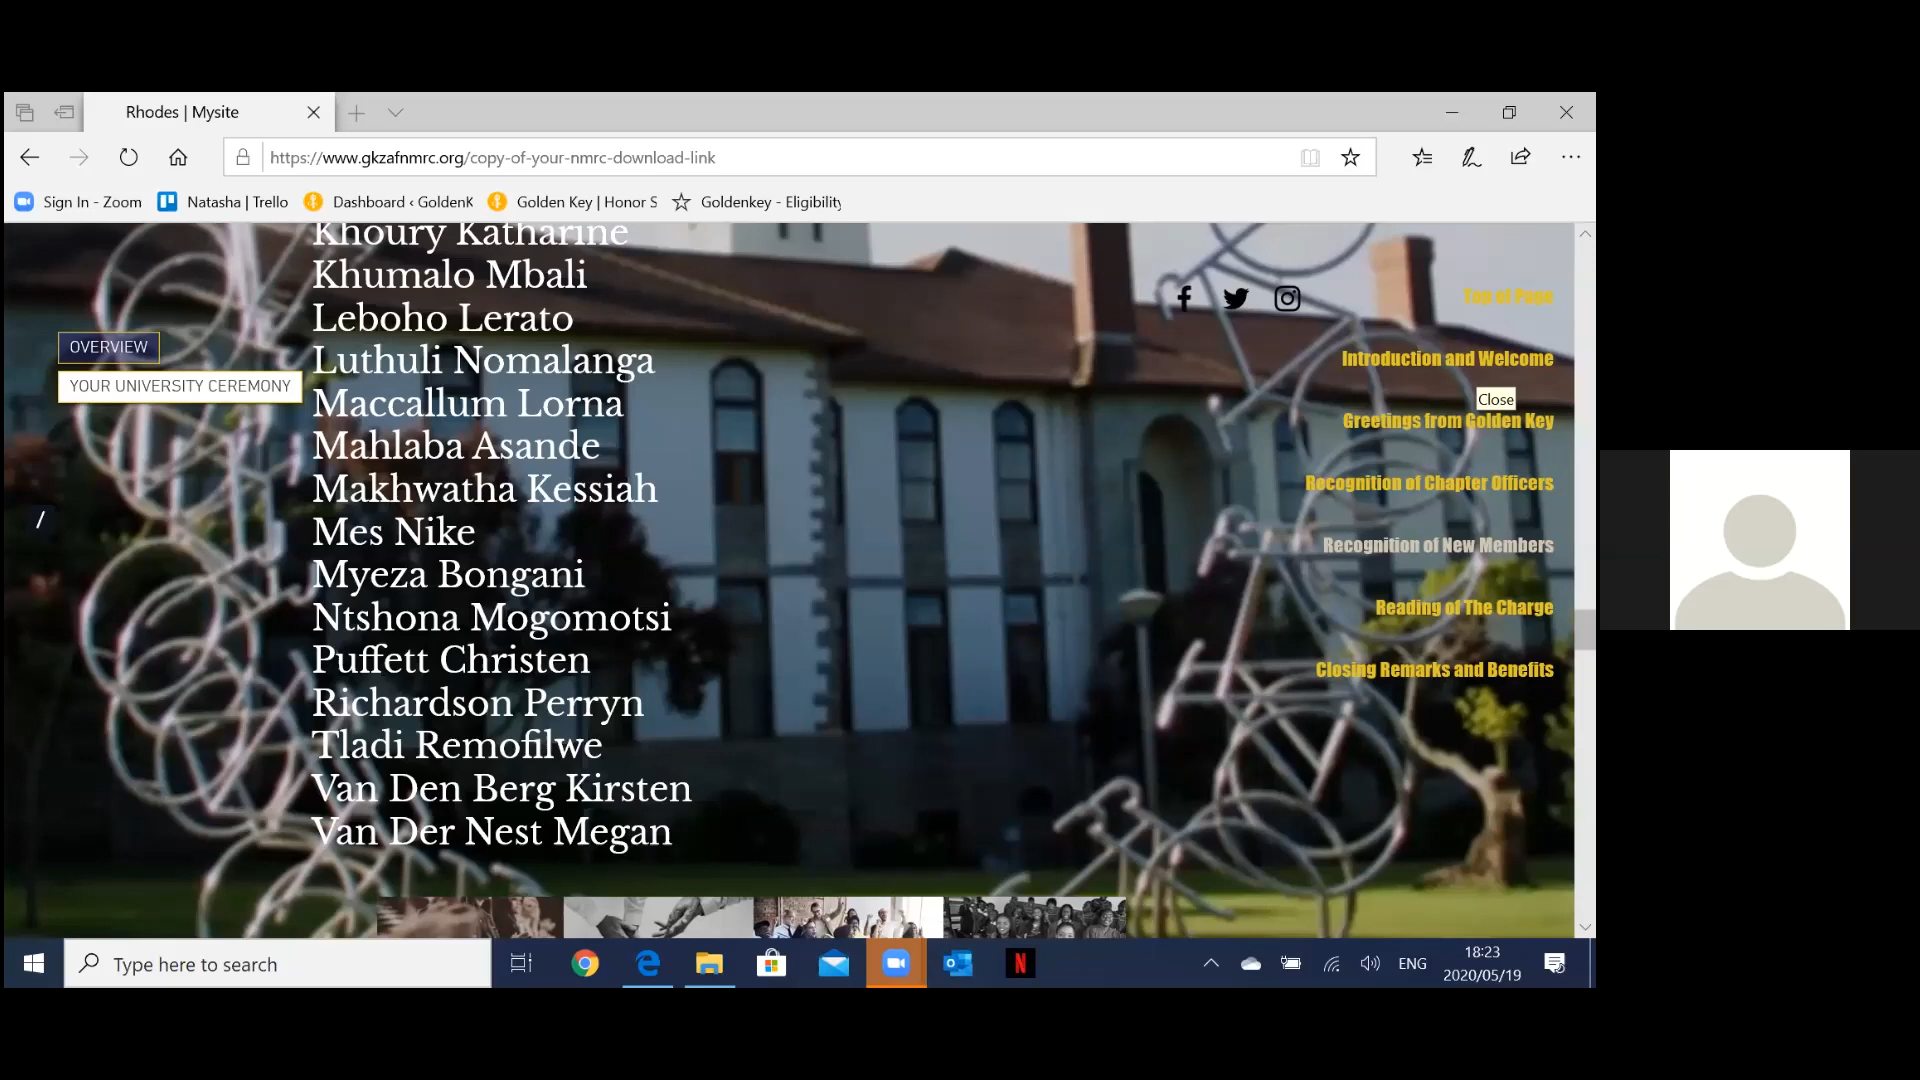 Rhodes | Mysite
https://www.gkzafnmrc.org/copy-of-your-nmrc-download-link
Sign In - Zoom
Natasha | Trello
Dashboard ‹ GoldenK
Golden Key | Honor S
Goldenkey - Eligibility
Khoury Katharine
Khumalo Mbali
Leboho Lerato
Luthuli Nomalanga
Maccallum Lorna
Mahlaba Asande
Makhwatha Kessiah
Mes Nike
Myeza Bongani
Ntshona Mogomotsi
Puffett Christen
Richardson Perryn
Tladi Remofilwe
Van Den Berg Kirsten
Van Der Nest Megan
OVERVIEW
YOUR UNIVERSITY CEREMONY
/
Top of Page
Introduction and Welcome
Close
Greetings from Golden Key
Recognition of Chapter Officers
Recognition of New Members
Reading of The Charge
Closing Remarks and Benefits
Type here to search
N
ENG
18:23
2020/05/19